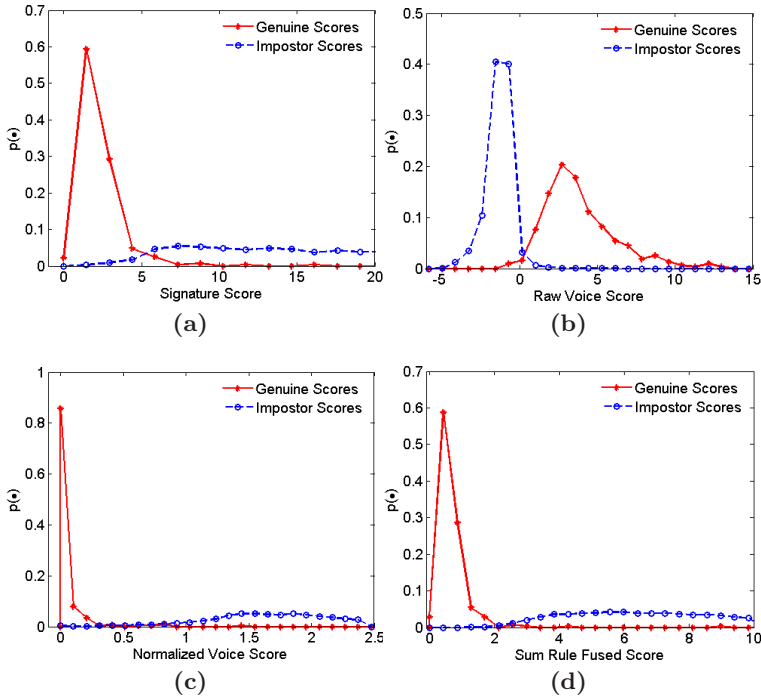 0.7
0.6
0.5
0.4
0.3
0.2
0.1
0
p(•)
0 5 10 15 20
Signature Score
Genuine Scores
Impostor Scores
(a)
0.5
0.4
0.3
0.2
0.1
0
p(•)
-5 0 5 10 15
Raw Voice Score
Genuine Scores
Impostor Scores
(b)
1
0.8
0.6
0.4
0.2
0
p(•)
0 0.5 1 1.5 2 2.5
Normalized Voice Score
Genuine Scores
Impostor Scores
(c)
0.7
0.6
0.5
0.4
0.3
0.2
0.1
0
p(•)
0 2 4 6 8 10
Sum Rule Fused Score
Genuine Scores
Impostor Scores
(d)